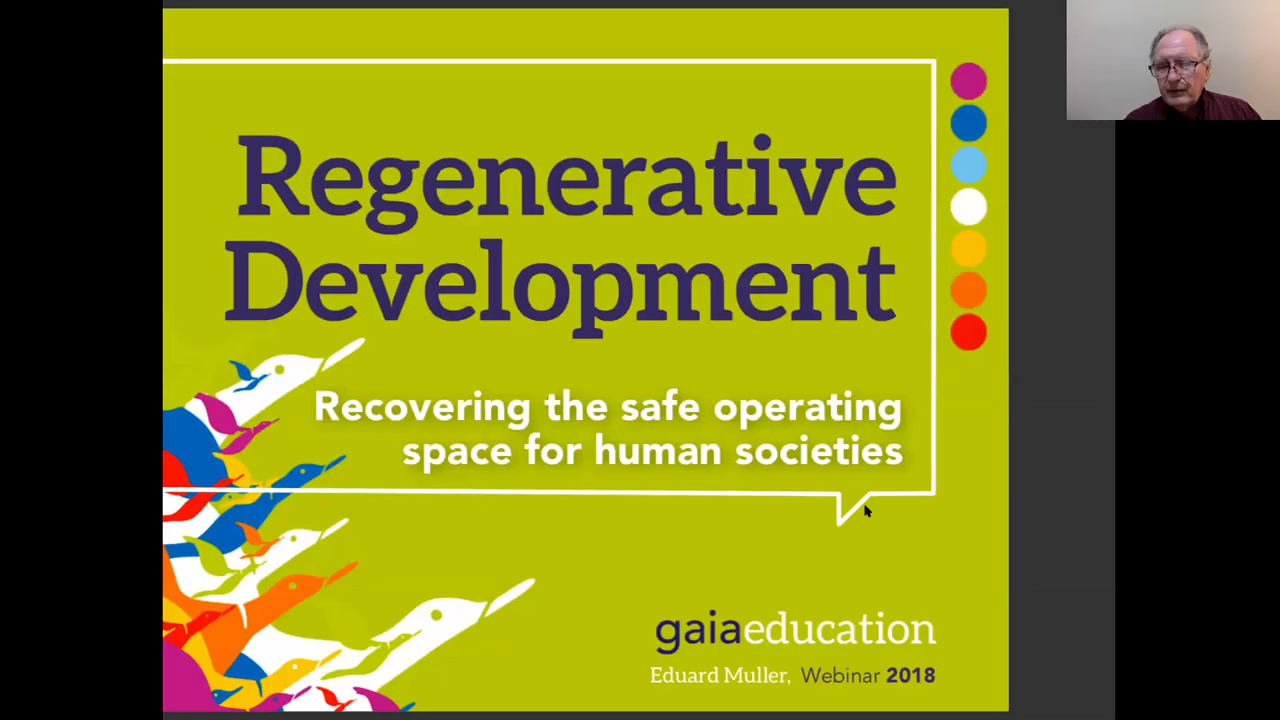 Regenerative
Development
Recovering the safe operating
space for human societies
gaiaeducation
Eduard Muller, Webinar 2018